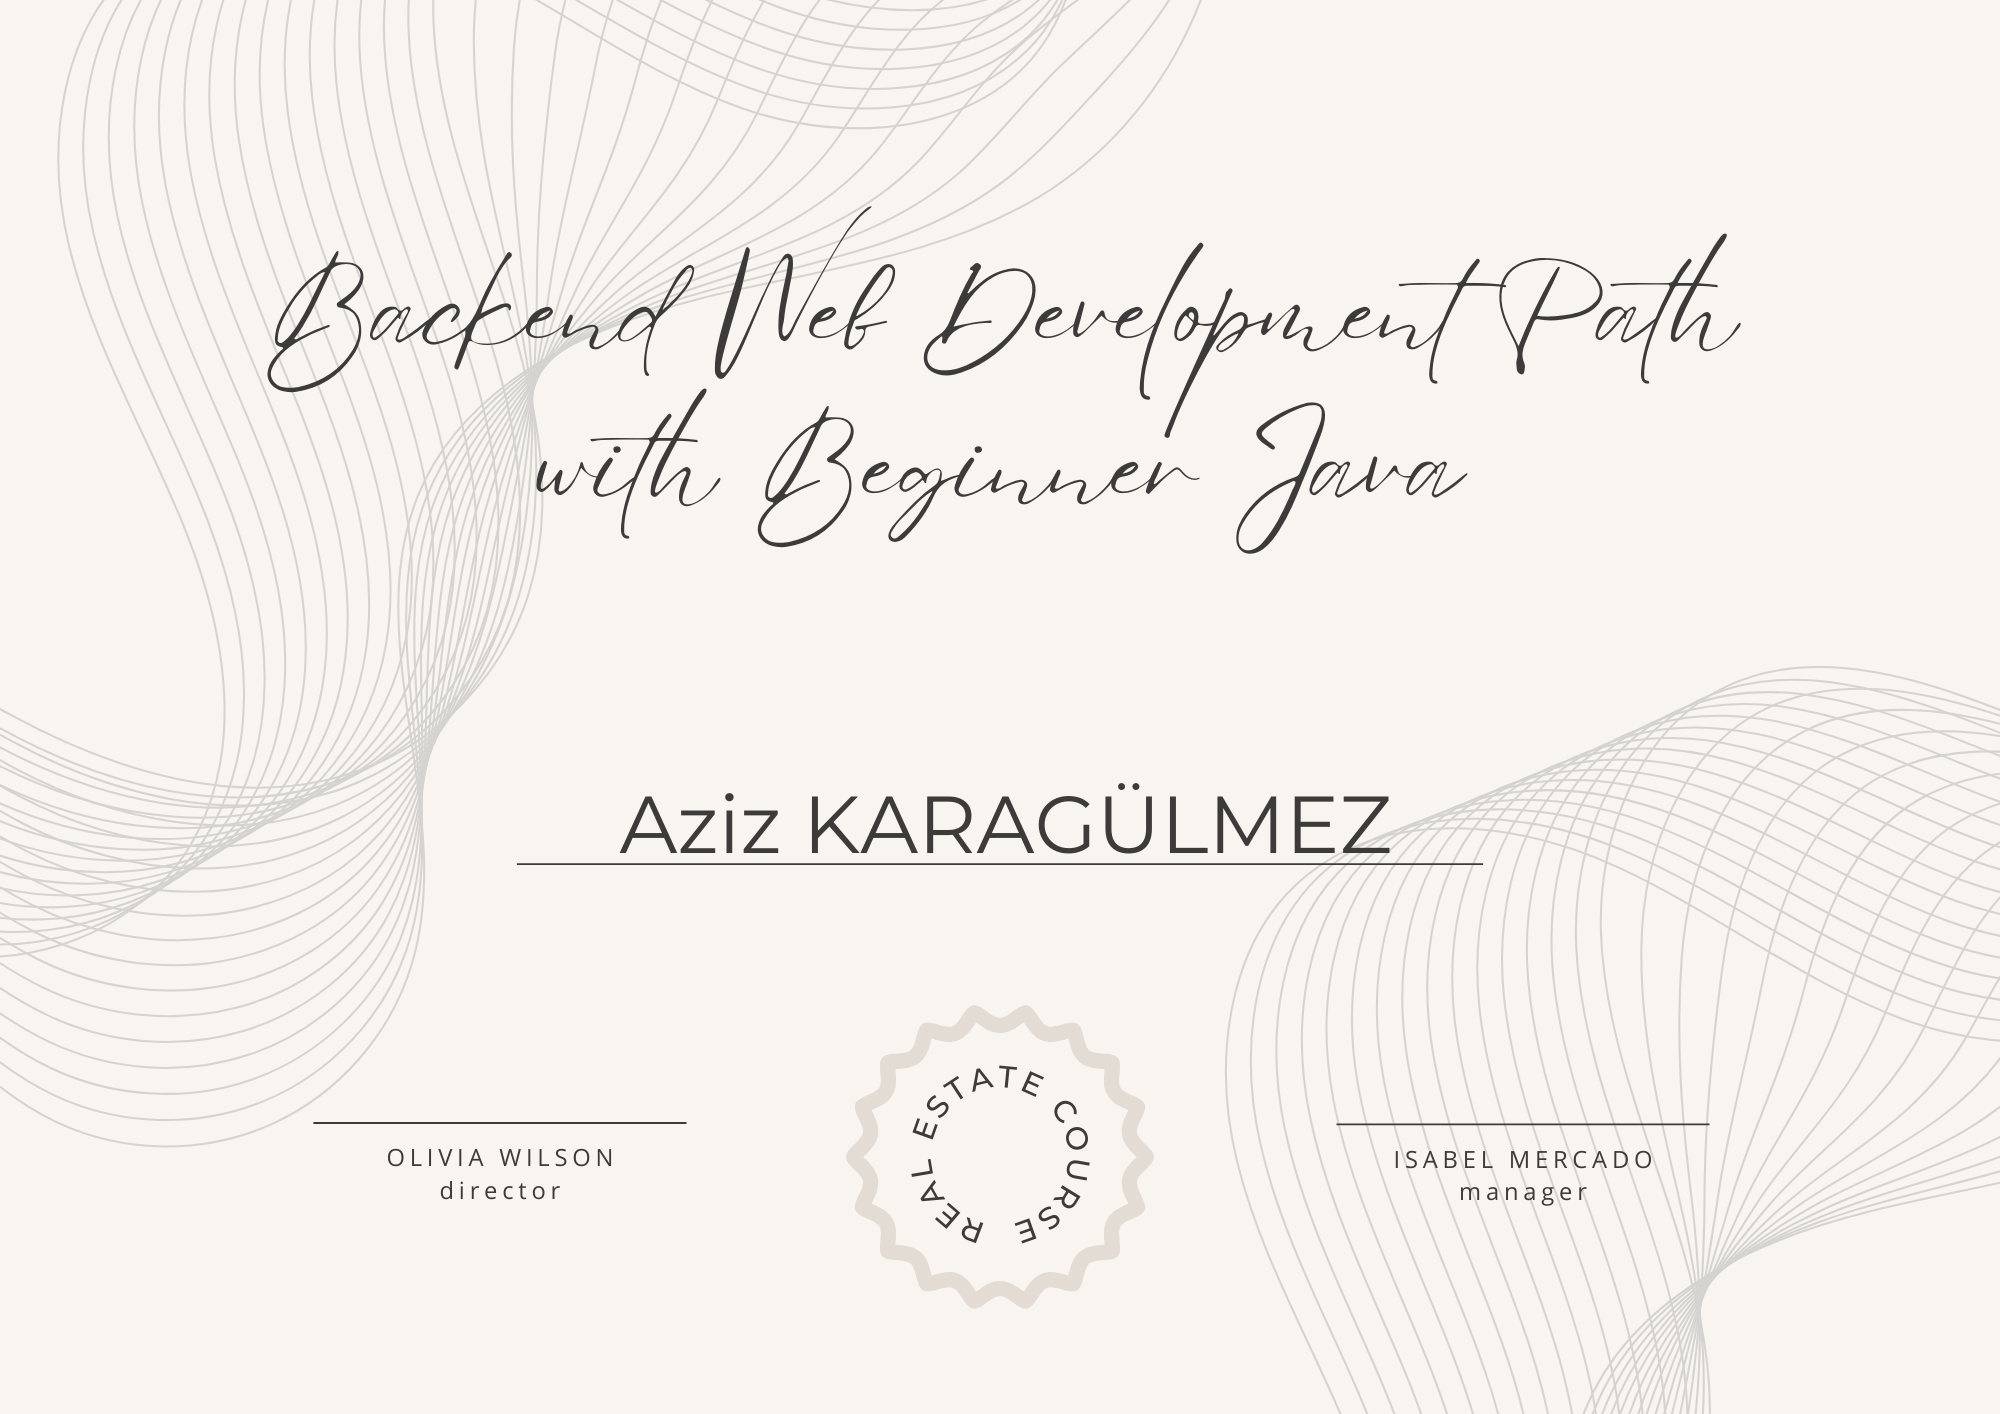 Backend Web Development Path
with Beginner Java
Aziz KARAGÜLMEZ
REAL ESTATE COURSE
OLIVIA WILSON
director
ISABEL MERCADO
manager